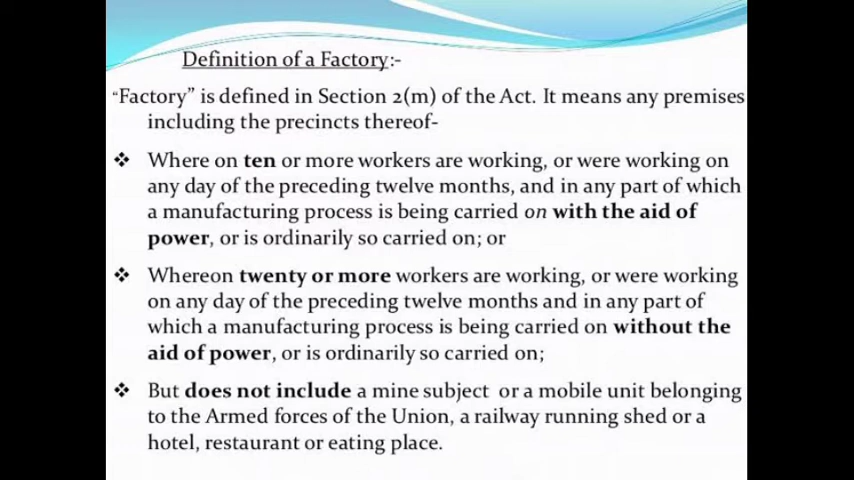 Definition of a Factory:-
"Factory" is defined in Section 2(m) of the Act. It means any premises
including the precincts thereof-
❖ Where on ten or more workers are working, or were working on
any day of the preceding twelve months, and in any part of which
a manufacturing process is being carried on with the aid of
power, or is ordinarily so carried on; or
❖ Whereon twenty or more workers are working, or were working
on any day of the preceding twelve months and in any part of
which a manufacturing process is being carried on without the
aid of power, or is ordinarily so carried on;
❖ But does not include a mine subject or a mobile unit belonging
to the Armed forces of the Union, a railway running shed or a
hotel, restaurant or eating place.